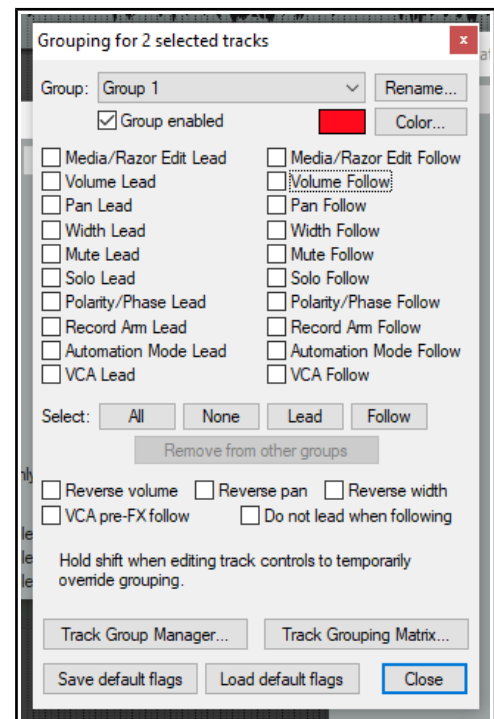 Grouping for 2 selected tracks
x
Group: Group 1 Rename...
Group enabled Color...
Media/Razor Edit Lead Media/Razor Edit Follow
Volume Lead Volume Follow
Pan Lead Pan Follow
Width Lead Width Follow
Mute Lead Mute Follow
Solo Lead Solo Follow
Polarity/Phase Lead Polarity/Phase Follow
Record Arm Lead Record Arm Follow
Automation Mode Lead Automation Mode Follow
VCA Lead VCA Follow
Select: All None Lead Follow
Remove from other groups
Reverse volume Reverse pan Reverse width
VCA pre-FX follow Do not lead when following
Hold shift when editing track controls to temporarily
override grouping.
Track Group Manager... Track Grouping Matrix...
Save default flags Load default flags Close